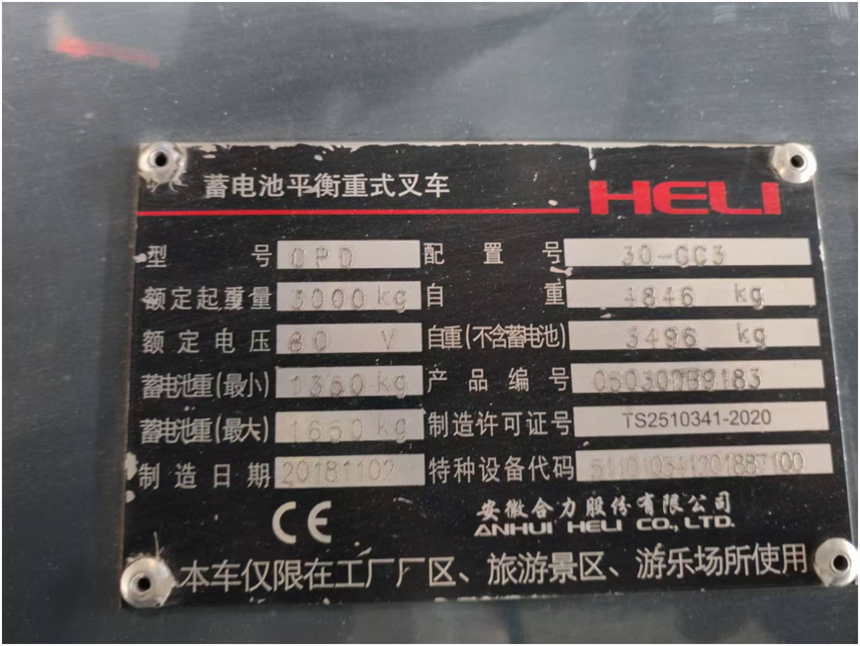 蓄电池平衡重式叉车 HELI
型号 CPD 配置号 30-GC3
额定起重量 3000kg 自重 4846 kg
额定电压 80 V 自重(不含蓄电池) 3496 kg
蓄电池重(最小) 1350 kg 产品编号 05030DB9183
蓄电池重(最大) 1650 kg 制造许可证号 TS2510341-2020
制造日期 20181102 特种设备代码 511010341201887100
CE 安徽合力股份有限公司
ANHUI HELI CO., LTD.
本车仅限在工厂厂区、旅游景区、游乐场所使用